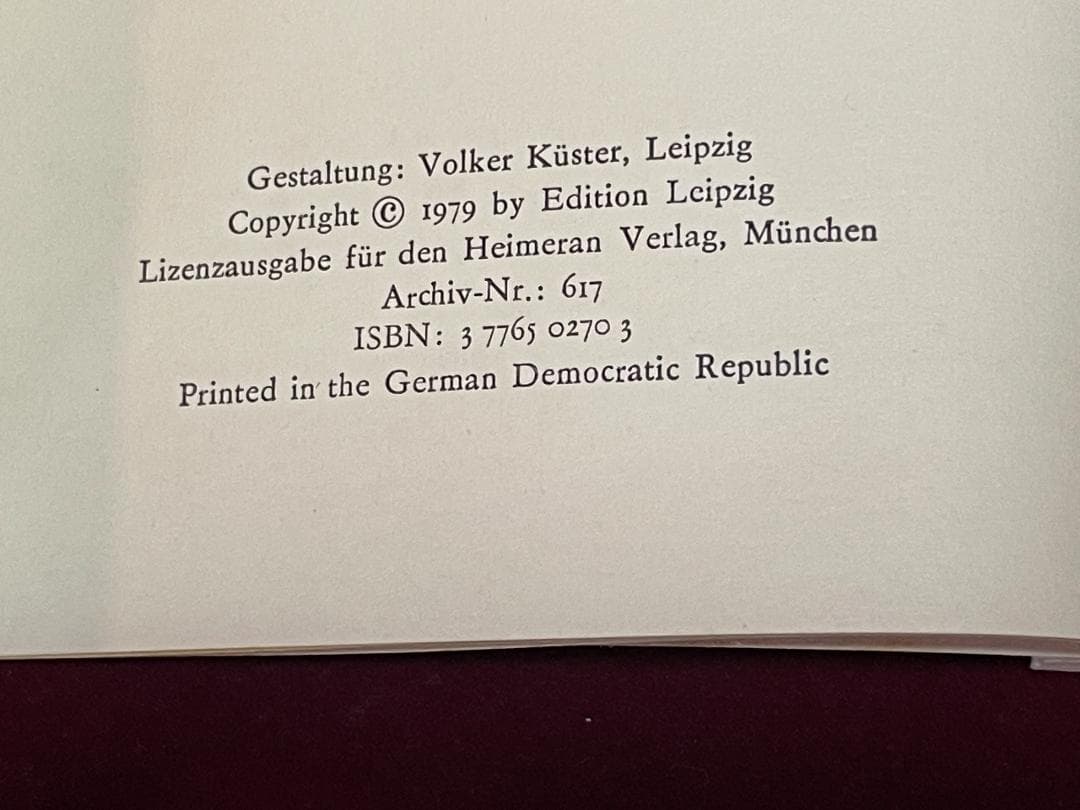 Gestaltung: Volker Küster, Leipzig
Copyright © 1979 by Edition Leipzig
Lizenzausgabe für den Heimeran Verlag, München
Archiv-Nr.: 617
ISBN: 3 7765 0270 3
Printed in the German Democratic Republic